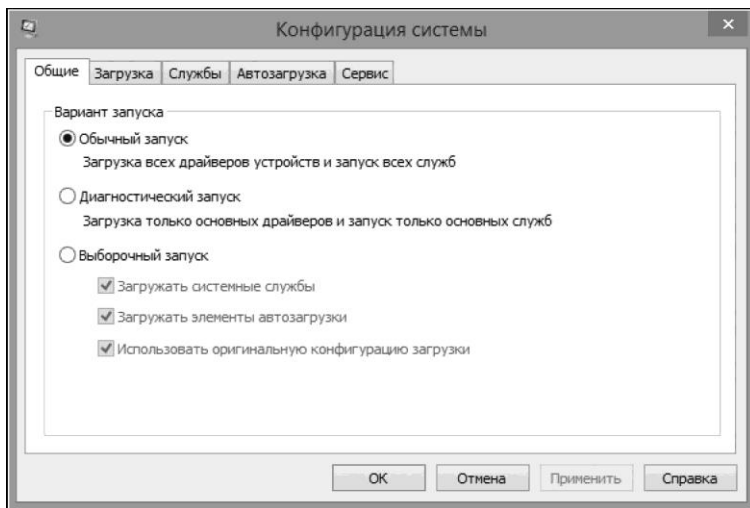 Конфигурация системы
Общие Загрузка Службы Автозагрузка Сервис
Вариант запуска
Обычный запуск
Загрузка всех драйверов устройств и запуск всех служб
Диагностический запуск
Загрузка только основных драйверов и запуск только основных служб
Выборочный запуск
Загружать системные службы
Загружать элементы автозагрузки
Использовать оригинальную конфигурацию загрузки
ОК Отмена Применить Справка